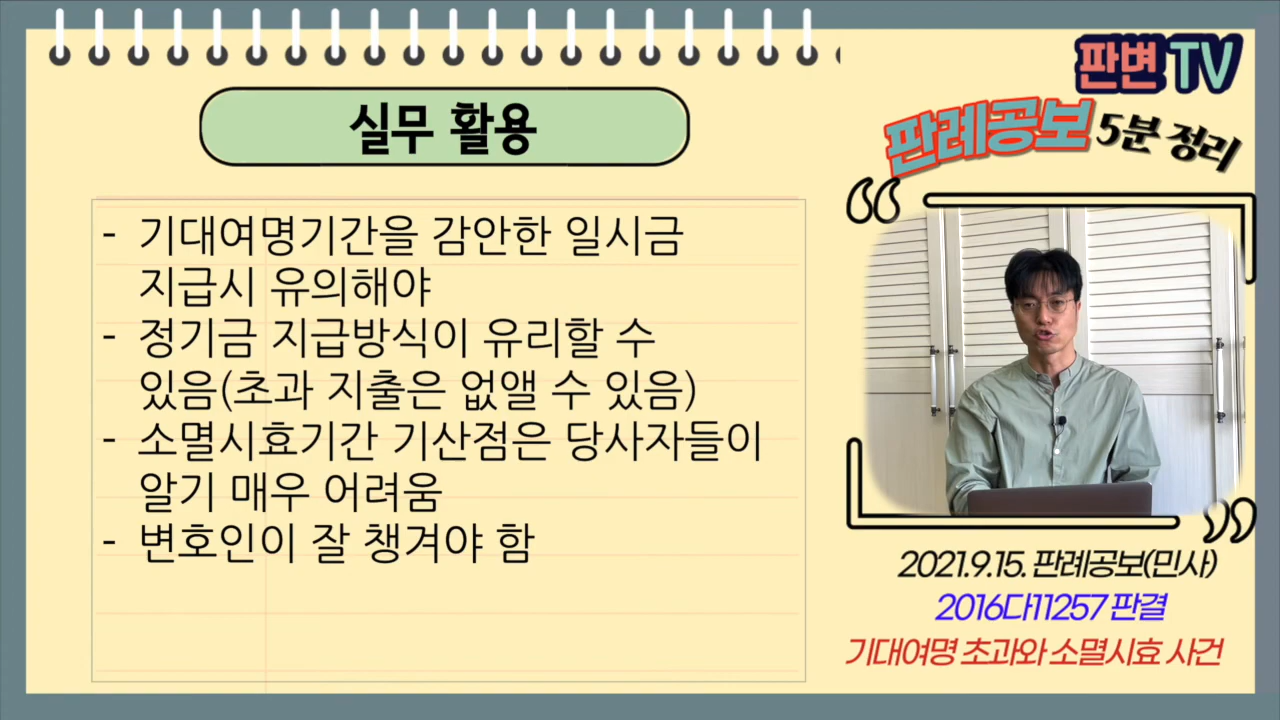 판변 TV
판례공보 5분 정리
실무 활용
- 기대여명기간을 감안한 일시금
지급시 유의해야
- 정기금 지급방식이 유리할 수
있음(초과 지출은 없앨 수 있음)
- 소멸시효기간 기산점은 당사자들이
알기 매우 어려움
- 변호인이 잘 챙겨야 함
2021.9.15. 판례공보(민사)
2016다11257 판결
기대여명 초과와 소멸시효 사건